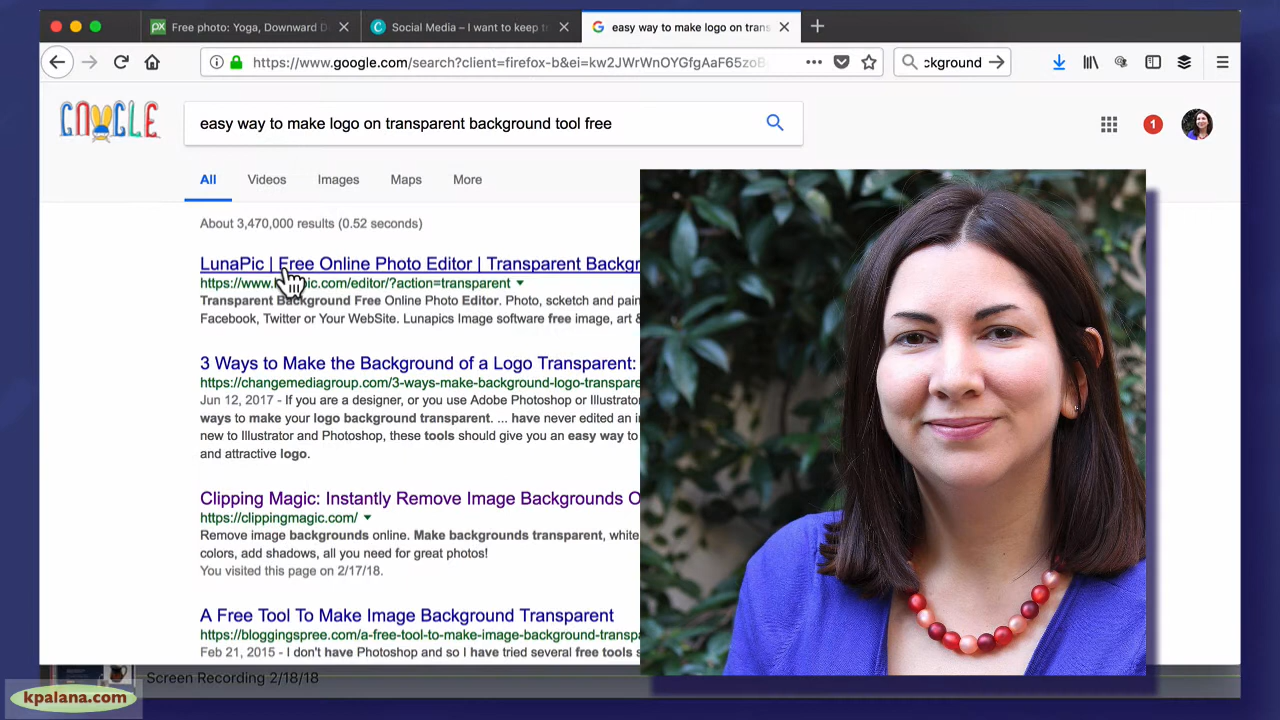 Free photo: Yoga, Downward D
Social Media – I want to keep t
easy way to make logo on trans
https://www.google.com/search?client=firefox-b&ei=kw2JWrWnOYGfgAaF65zoB
ckground
GOOGLE
easy way to make logo on transparent background tool free
1
All
Videos
Images
Maps
More
About 3,470,000 results (0.52 seconds)
LunaPic | Free Online Photo Editor | Transparent Backgr
https://www. ic.com/editor/?action=transparent
Transparent Background Free Online Photo Editor. Photo, scketch and pain
Facebook, Twitter or Your WebSite. Lunapics Image software free image, art &
3 Ways to Make the Background of a Logo Transparent:
https://changemediagroup.com/3-ways-make-background-logo-transpare
Jun 12, 2017 - If you are a designer, or you use Adobe Photoshop or Illustrator
ways to make your logo background transparent. ... have never edited an i
new to Illustrator and Photoshop, these tools should give you an easy way to
and attractive logo.
Clipping Magic: Instantly Remove Image Backgrounds O
https://clippingmagic.com/
Remove image backgrounds online. Make backgrounds transparent, white
colors, add shadows, all you need for great photos!
You visited this page on 2/17/18.
A Free Tool To Make Image Background Transparent
https://bloggingspree.com/a-free-tool-to-make-image-background-transpa
Feb 21, 2015 - I don't have Photoshop and so I have tried several free tools s
Screen Recording 2/18/18
kpalana.com